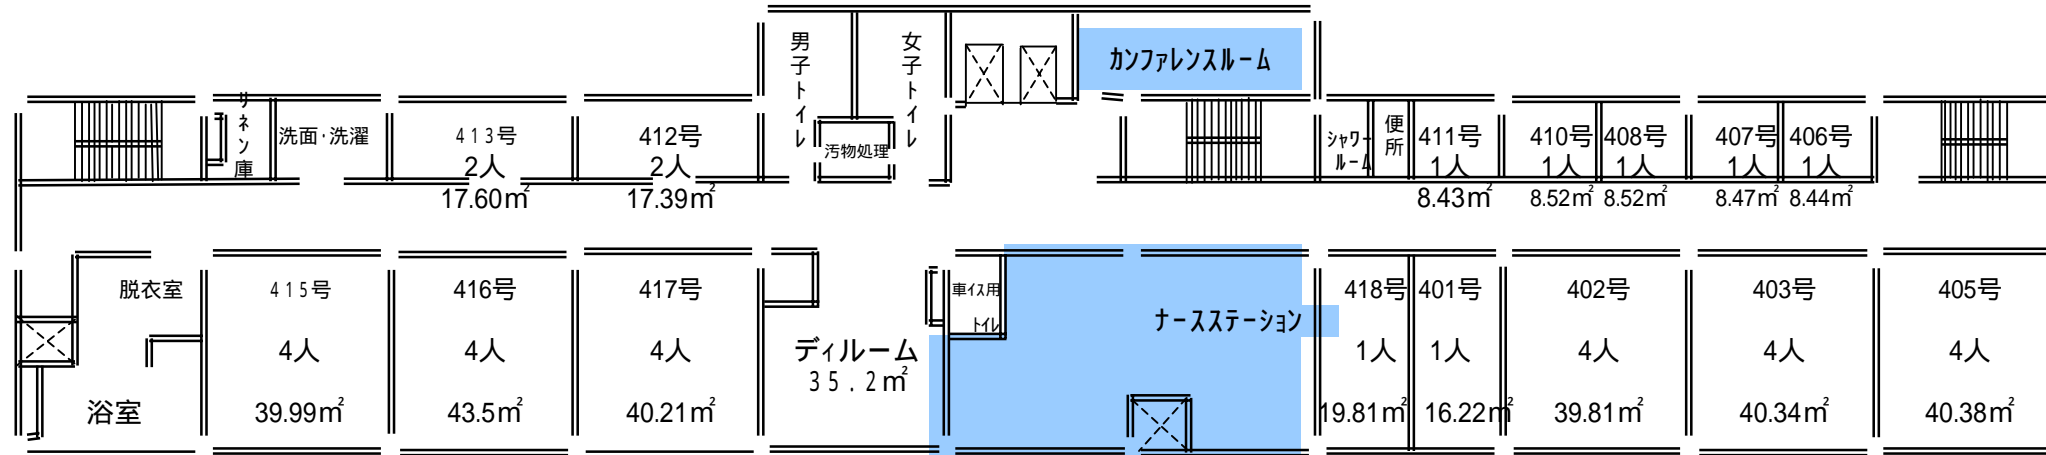 カンファレンスルーム
男子トイレ
女子トイレ
汚物処理
リネン庫
洗面・洗濯
413号
2人
17.60㎡
412号
2人
17.39㎡
シャワールーム
便所
411号
1人
8.43㎡
410号
1人
8.52㎡
408号
1人
8.52㎡
407号
1人
8.47㎡
406号
1人
8.44㎡
脱衣室
浴室
415号
4人
39.99㎡
416号
4人
43.5㎡
417号
4人
40.21㎡
ディルーム
35.2㎡
車イス用
トイレ
ナースステーション
418号
1人
19.81㎡
401号
1人
16.22㎡
402号
4人
39.81㎡
403号
4人
40.34㎡
405号
4人
40.38㎡